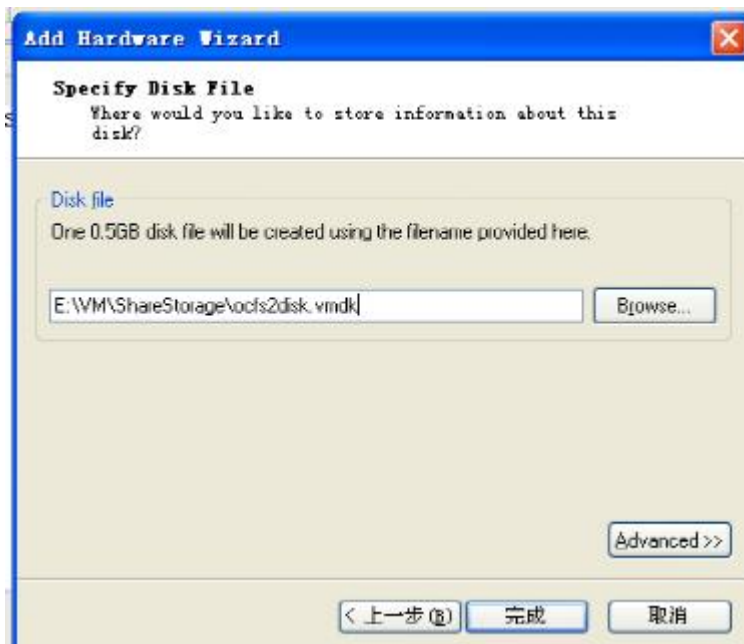 Add Hardware Wizard
Specify Disk File
Where would you like to store information about this
disk?
Disk file
One 0.5GB disk file will be created using the filename provided here.
E:\VM\ShareStorage\ocfs2disk.vmdk
Browse...
Advanced >>
< 上一步(B)
完成
取消